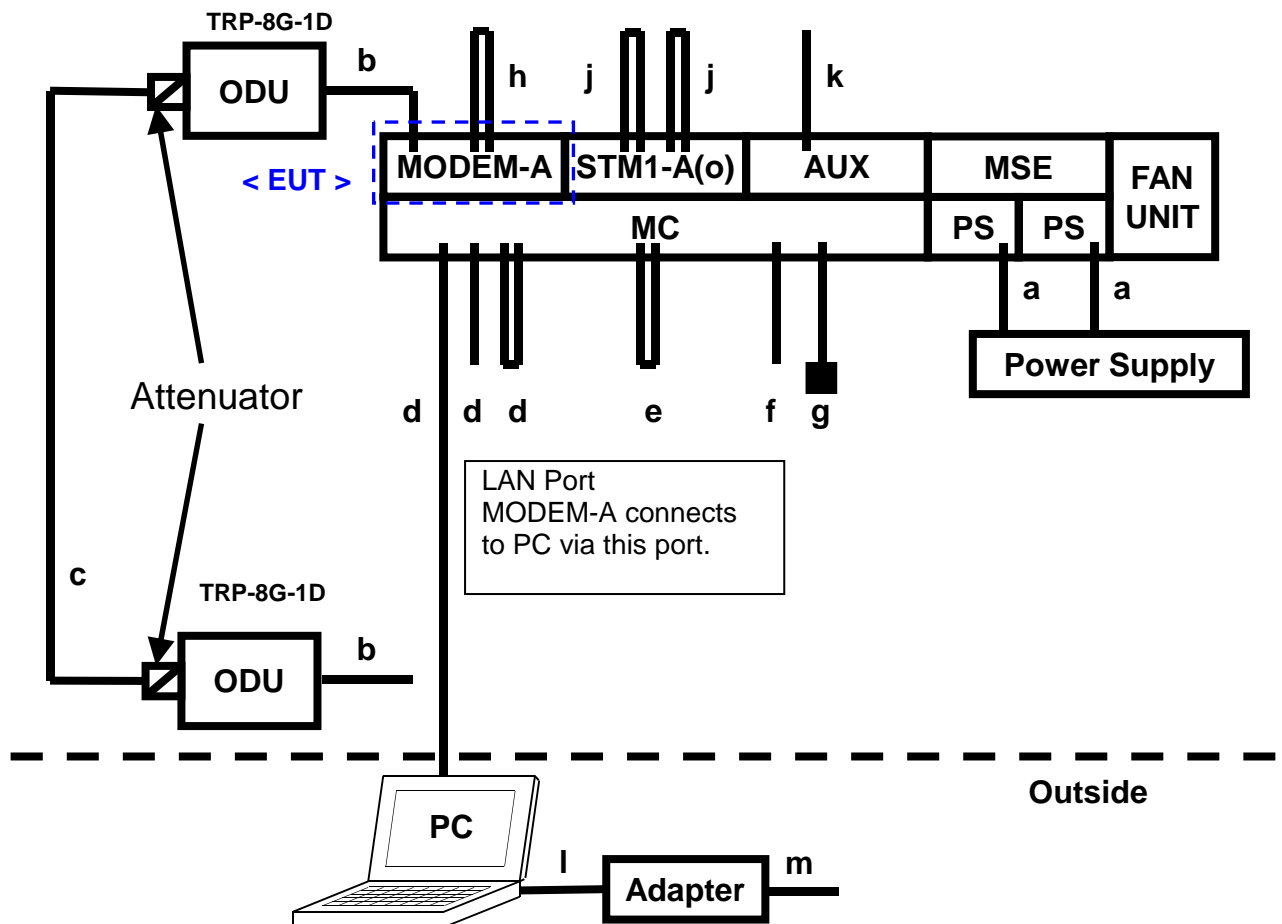 TRP-8G-1D
ODU
b
h
j
j
k
MODEM-A
STM1-A(o)
AUX
MSE
FAN
UNIT
< EUT >
MC
PS
PS
a
a
Power Supply
Attenuator
d
d
d
e
f
g
LAN Port
MODEM-A connects
to PC via this port.
c
TRP-8G-1D
ODU
b
Outside
PC
l
Adapter
m